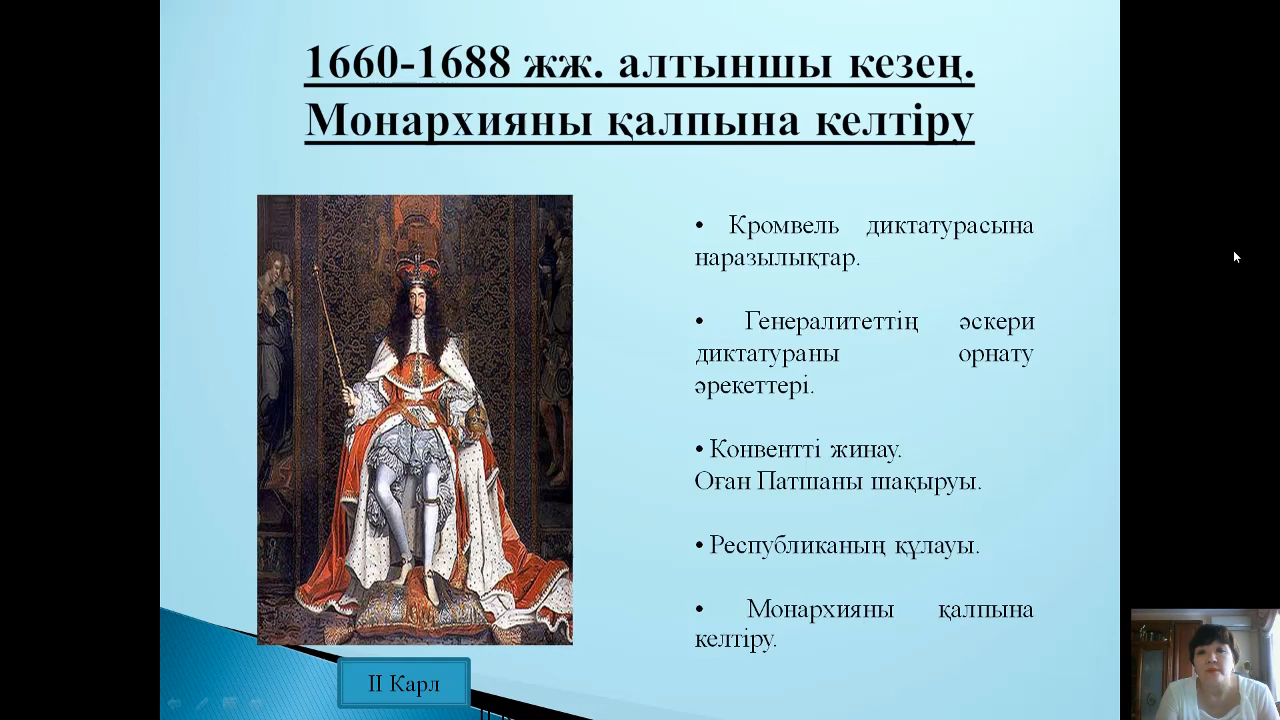 1660-1688 жж. алтыншы кезең.
Монархияны қалпына келтіру
• Кромвель диктатурасына
наразылықтар.
• Генералитеттің әскери
диктатураны орнату
әрекеттері.
• Конвентті жинау.
Оған Патшаны шақыруы.
• Республиканың құлауы.
• Монархияны қалпына
келтіру.
ІІ Карл